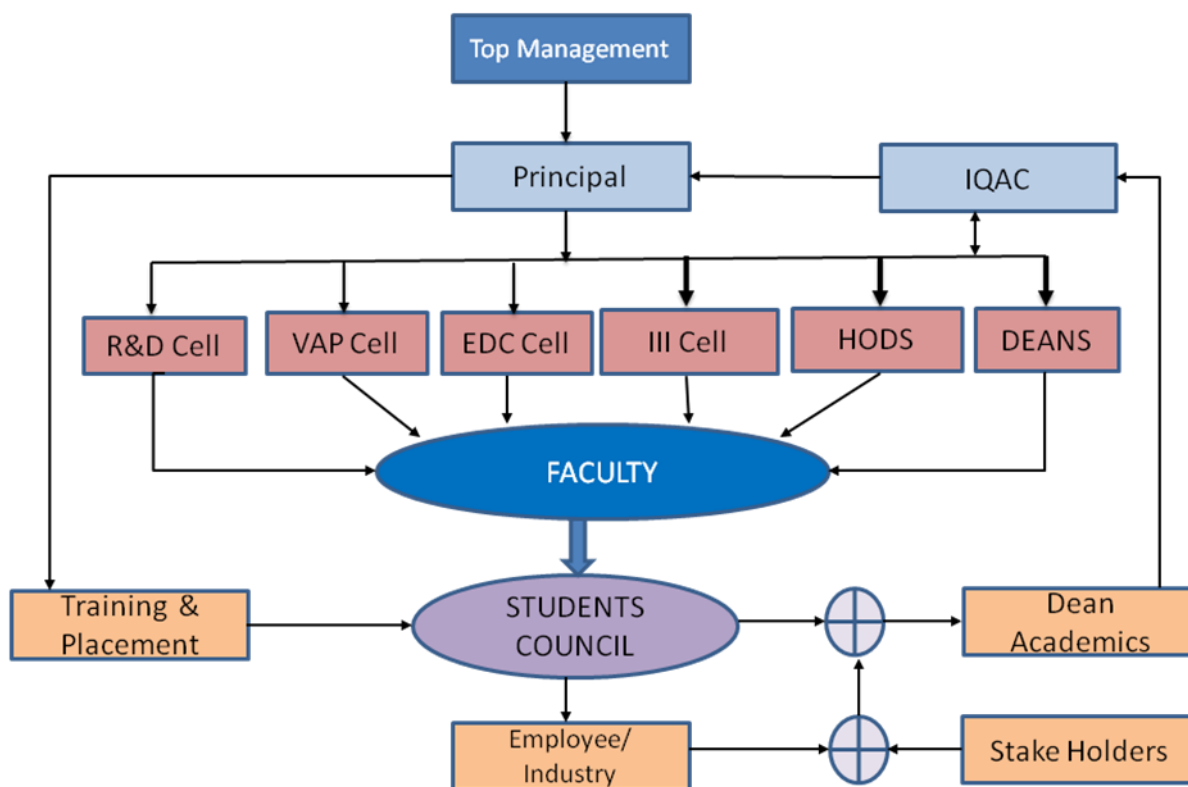 Top Management
Principal
IQAC
R&D Cell
VAP Cell
EDC Cell
III Cell
HODS
DEANS
FACULTY
Training &
Placement
STUDENTS
COUNCIL
Dean
Academics
Employee/
Industry
Stake Holders